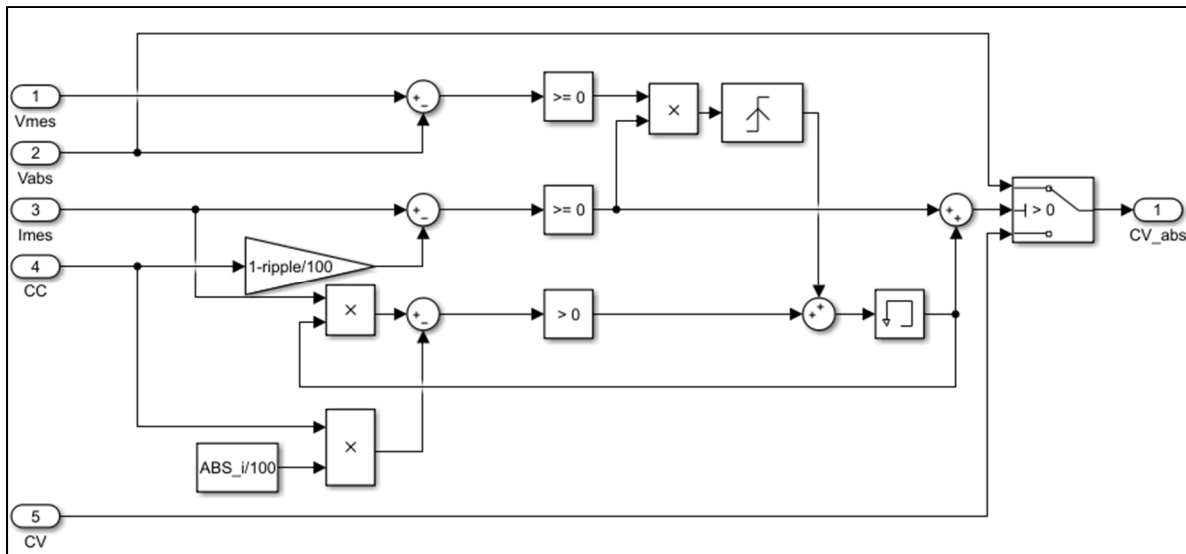 1
Vmes
2
Vabs
3
Imes
4
CC
5
CV
+
−
>= 0
×
+
−
>= 0
1-ripple/100
×
+
−
> 0
×
ABS_i/100
+
+
+
+
> 0
1
CV_abs